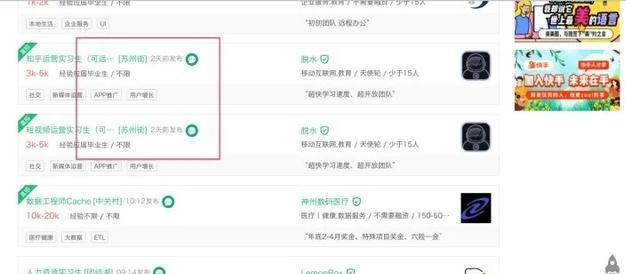 1k-2k 经验应届毕业生 / 不限
企业服务 / 不需要融资 / 少于15人
本地生活 企业服务 UI
“初创团队 远程办公”
我却说了
世上最美的语言
知乎运营实习生(可远… [苏州街] 2天前发布
脱水
3k-5k 经验应届毕业生 / 不限
移动互联网,教育 / 天使轮 / 少于15人
社交 新媒体运营 APP推广 用户增长
“超快学习速度、超开放团队”
快手
加入快手 未来在手
短视频运营实习生(可… [苏州街] 2天前发布
脱水
3k-5k 经验应届毕业生 / 不限
移动互联网,教育 / 天使轮 / 少于15人
社交 新媒体运营 APP推广 用户增长
“超快学习速度、超开放团队”
数据工程师Cache [中关村] 10:12发布
神州数码医疗
10k-20k 经验不限 / 不限
医疗丨健康,数据服务 / 不需要融资 / 150-50…
医疗健康 大数据 ETL
“年底2-4月奖金、特殊项目奖金、六险一金”
人力资源实习生 [团结湖] 09:14发布
LemonBox